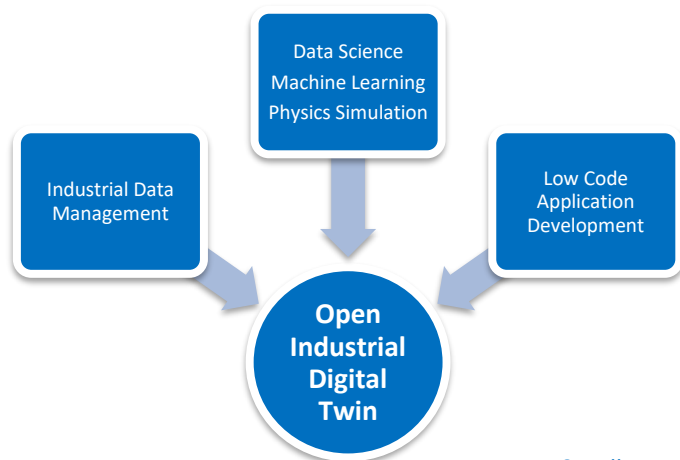 Data Science
Machine Learning
Physics Simulation
Industrial Data
Management
Low Code
Application
Development
Open
Industrial
Digital
Twin